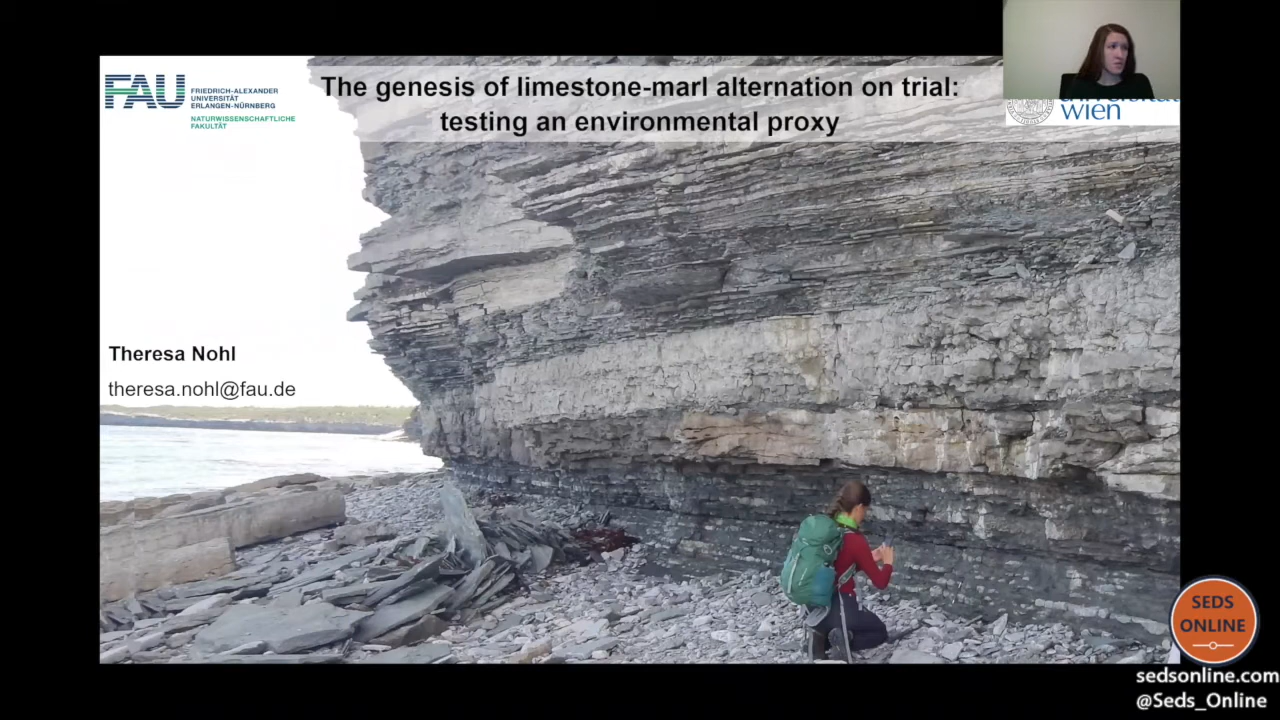 FAU
FRIEDRICH-ALEXANDER
UNIVERSITÄT
ERLANGEN-NÜRNBERG
NATURWISSENSCHAFTLICHE
FAKULTÄT
The genesis of limestone-marl alternation on trial:
testing an environmental proxy
wien
Theresa Nohl
theresa.nohl@fau.de
SEDS
ONLINE
sedsonline.com
@Seds_Online